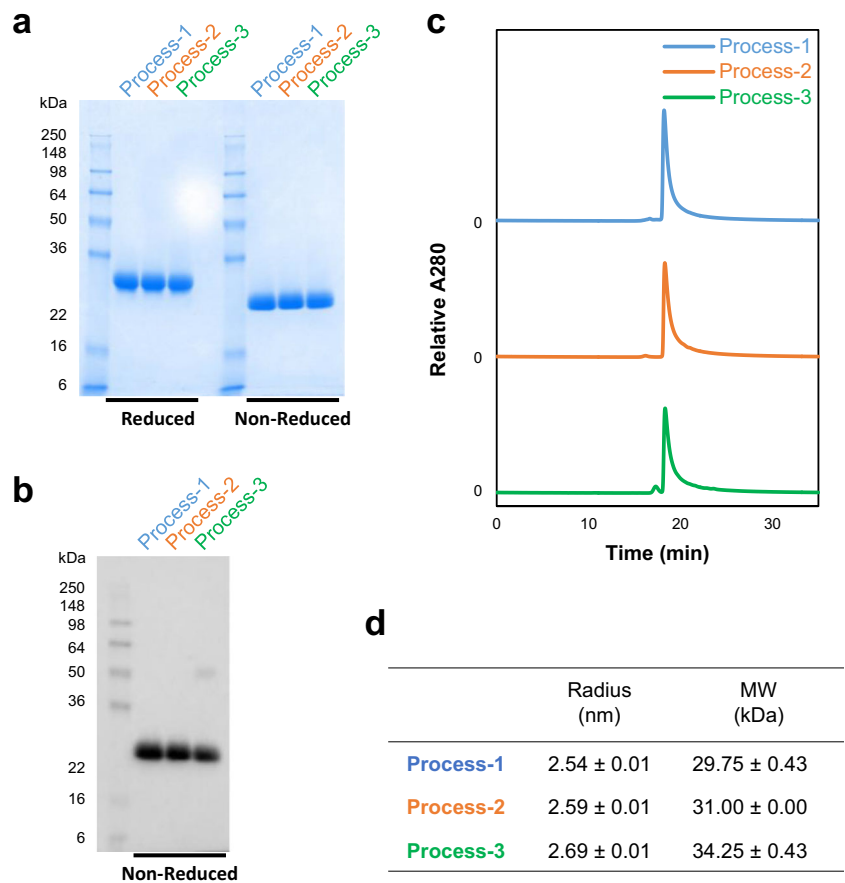 a
Process-1
Process-2
Process-3
Process-1
Process-2
Process-3
kDa
250
148
98
64
50
36
22
16
6
Reduced
Non-Reduced
b
Process-1
Process-2
Process-3
kDa
250
148
98
64
50
36
22
16
6
Non-Reduced
c
Process-1
Process-2
Process-3
Relative A280
0
0
0
0 10 20 30
Time (min)
d
Radius (nm) MW (kDa)
Process-1 2.54 ± 0.01 29.75 ± 0.43
Process-2 2.59 ± 0.01 31.00 ± 0.00
Process-3 2.69 ± 0.01 34.25 ± 0.43